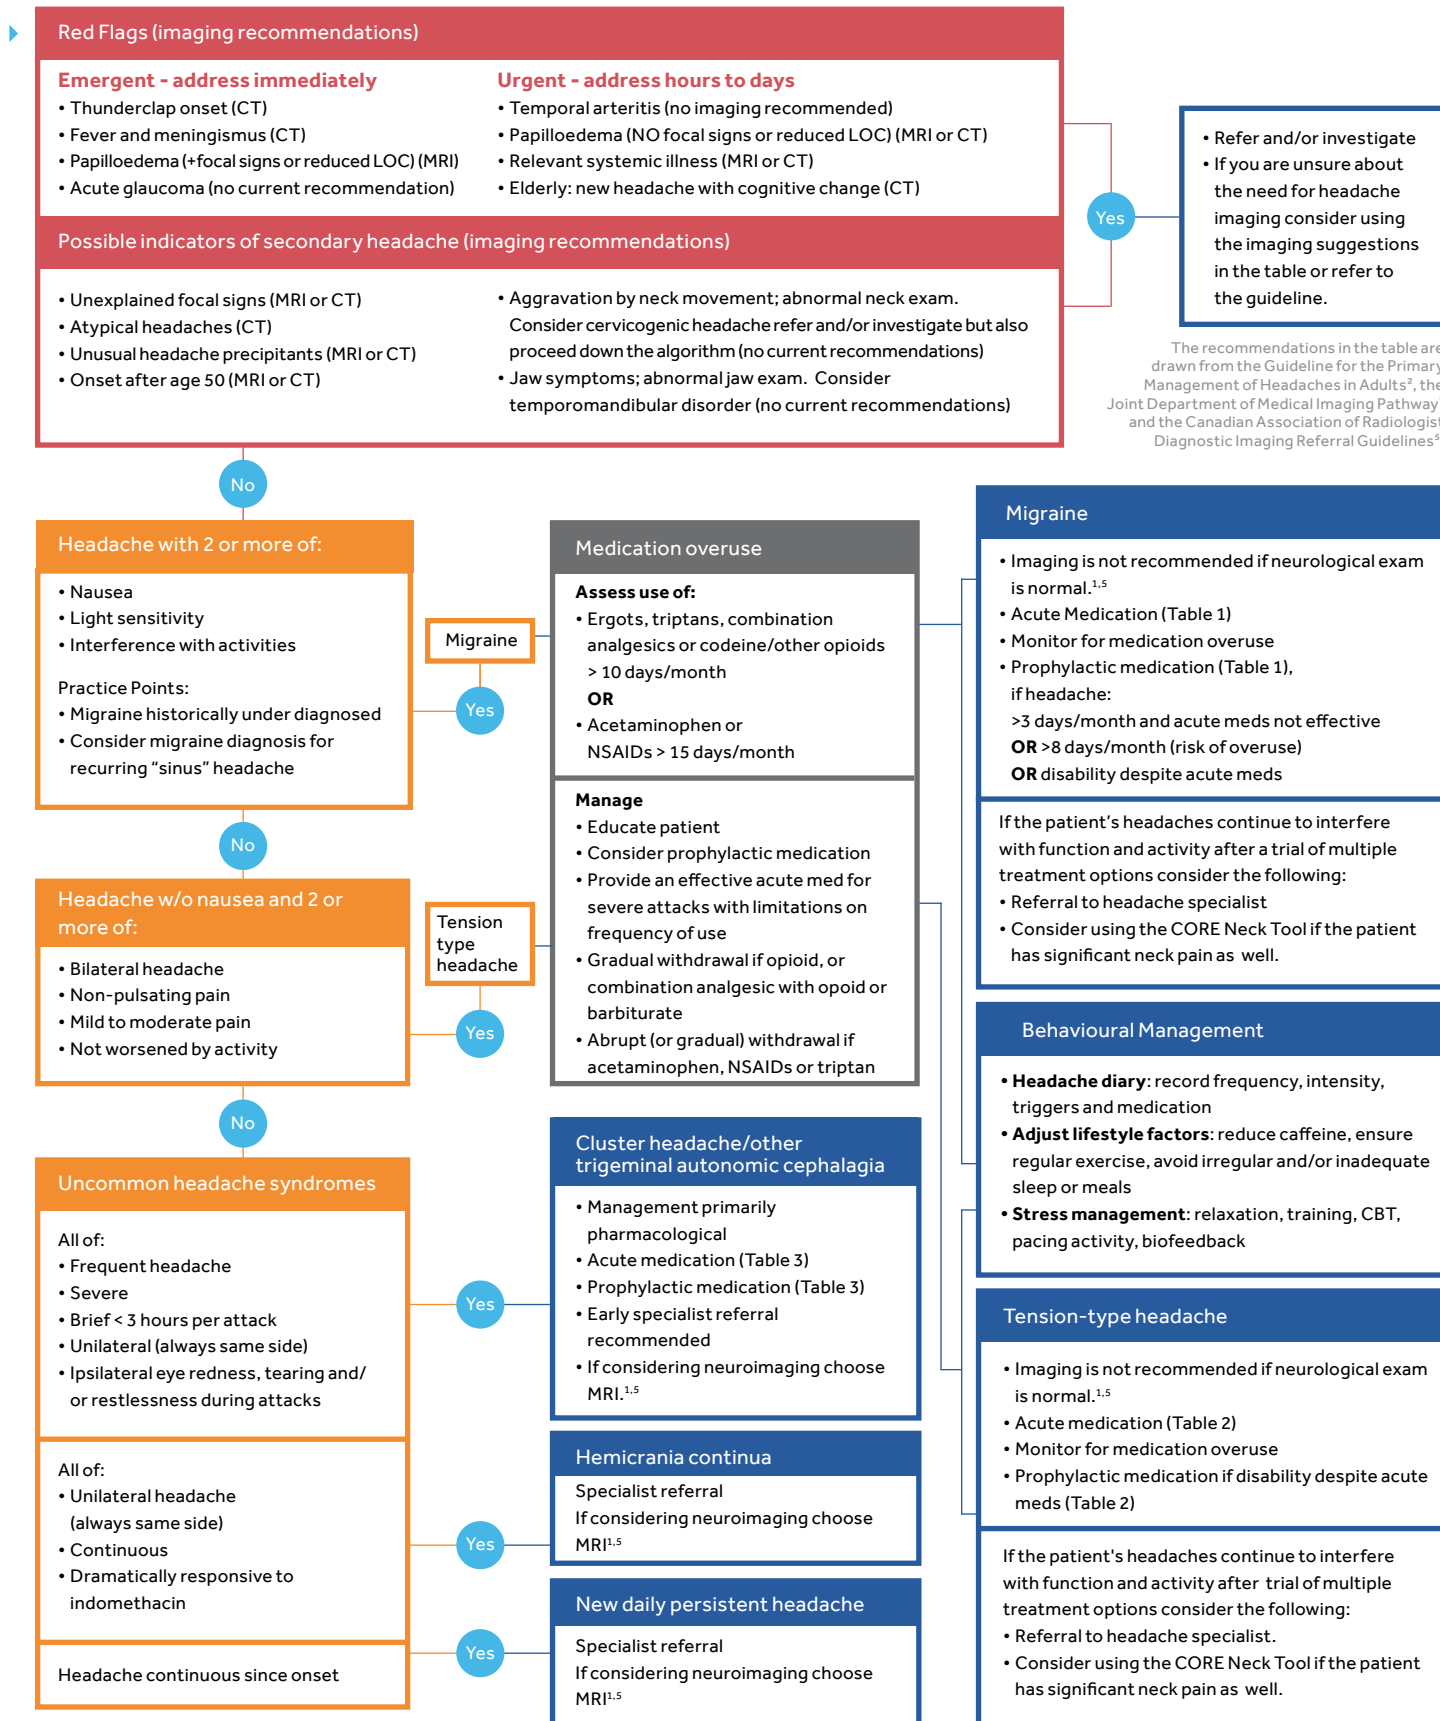 Red Flags (imaging recommendations)
Emergent - address immediately
• Thunderclap onset (CT)
• Fever and meningismus (CT)
• Papilloedema (+focal signs or reduced LOC) (MRI)
• Acute glaucoma (no current recommendation)
Urgent - address hours to days
• Temporal arteritis (no imaging recommended)
• Papilloedema (NO focal signs or reduced LOC) (MRI or CT)
• Relevant systemic illness (MRI or CT)
• Elderly: new headache with cognitive change (CT)
Possible indicators of secondary headache (imaging recommendations)
• Unexplained focal signs (MRI or CT)
• Atypical headaches (CT)
• Unusual headache precipitants (MRI or CT)
• Onset after age 50 (MRI or CT)
• Aggravation by neck movement; abnormal neck exam.
Consider cervicogenic headache refer and/or investigate but also
proceed down the algorithm (no current recommendations)
• Jaw symptoms; abnormal jaw exam. Consider
temporomandibular disorder (no current recommendations)
Yes
• Refer and/or investigate
• If you are unsure about
the need for headache
imaging consider using
the imaging suggestions
in the table or refer to
the guideline.
The recommendations in the table are
drawn from the Guideline for the Primary
Management of Headaches in Adults², the
Joint Department of Medical Imaging Pathway
and the Canadian Association of Radiologist
Diagnostic Imaging Referral Guidelines⁵
No
Headache with 2 or more of:
• Nausea
• Light sensitivity
• Interference with activities
Practice Points:
• Migraine historically under diagnosed
• Consider migraine diagnosis for
recurring "sinus" headache
Migraine
Yes
No
Headache w/o nausea and 2 or
more of:
• Bilateral headache
• Non-pulsating pain
• Mild to moderate pain
• Not worsened by activity
Tension
type
headache
Yes
No
Medication overuse
Assess use of:
• Ergots, triptans, combination
analgesics or codeine/other opioids
> 10 days/month
OR
• Acetaminophen or
NSAIDs > 15 days/month
Manage
• Educate patient
• Consider prophylactic medication
• Provide an effective acute med for
severe attacks with limitations on
frequency of use
• Gradual withdrawal if opioid, or
combination analgesic with opoid or
barbiturate
• Abrupt (or gradual) withdrawal if
acetaminophen, NSAIDs or triptan
Migraine
• Imaging is not recommended if neurological exam
is normal.¹,⁵
• Acute Medication (Table 1)
• Monitor for medication overuse
• Prophylactic medication (Table 1),
if headache:
>3 days/month and acute meds not effective
OR >8 days/month (risk of overuse)
OR disability despite acute meds
If the patient's headaches continue to interfere
with function and activity after a trial of multiple
treatment options consider the following:
• Referral to headache specialist
• Consider using the CORE Neck Tool if the patient
has significant neck pain as well.
Behavioural Management
• Headache diary: record frequency, intensity,
triggers and medication
• Adjust lifestyle factors: reduce caffeine, ensure
regular exercise, avoid irregular and/or inadequate
sleep or meals
• Stress management: relaxation, training, CBT,
pacing activity, biofeedback
Tension-type headache
• Imaging is not recommended if neurological exam
is normal.¹,⁵
• Acute medication (Table 2)
• Monitor for medication overuse
• Prophylactic medication if disability despite acute
meds (Table 2)
If the patient's headaches continue to interfere
with function and activity after trial of multiple
treatment options consider the following:
• Referral to headache specialist.
• Consider using the CORE Neck Tool if the patient
has significant neck pain as well.
Uncommon headache syndromes
All of:
• Frequent headache
• Severe
• Brief < 3 hours per attack
• Unilateral (always same side)
• Ipsilateral eye redness, tearing and/
or restlessness during attacks
Yes
Cluster headache/other
trigeminal autonomic cephalagia
• Management primarily
pharmacological
• Acute medication (Table 3)
• Prophylactic medication (Table 3)
• Early specialist referral
recommended
• If considering neuroimaging choose
MRI.¹,⁵
All of:
• Unilateral headache
(always same side)
• Continuous
• Dramatically responsive to
indomethacin
Yes
Hemicrania continua
Specialist referral
If considering neuroimaging choose
MRI¹,⁵
Headache continuous since onset
Yes
New daily persistent headache
Specialist referral
If considering neuroimaging choose
MRI¹,⁵